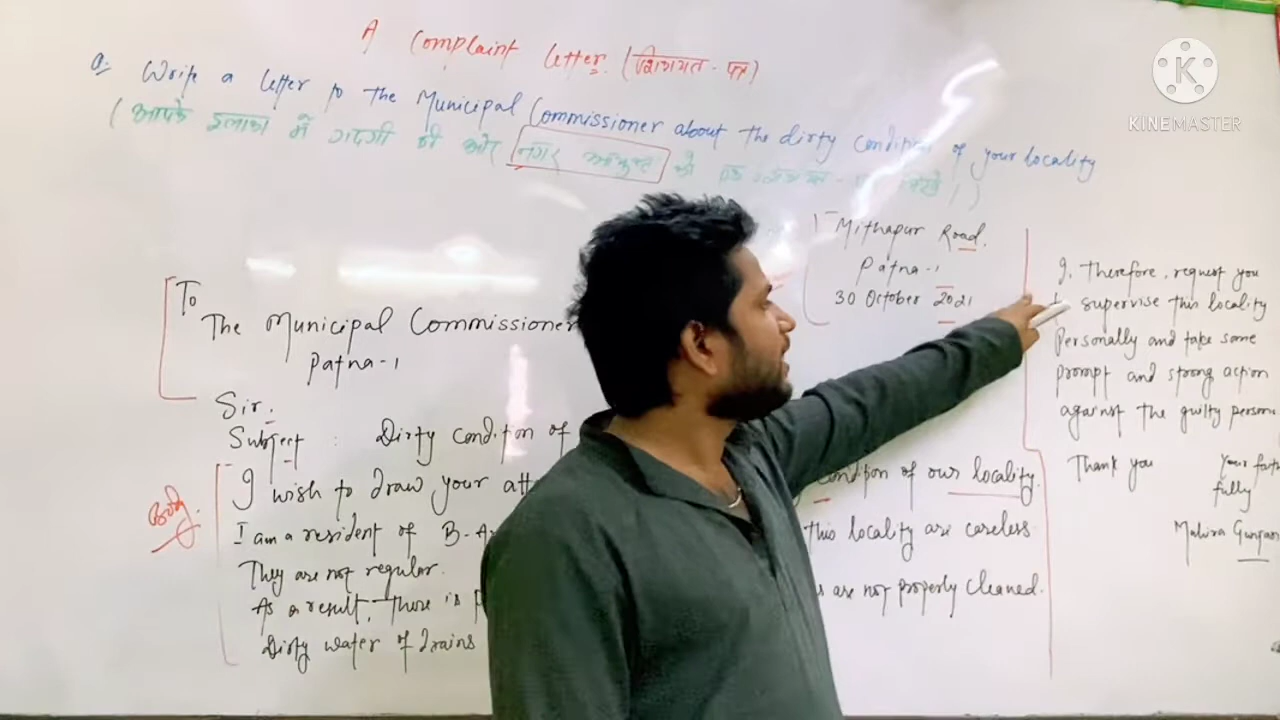 A Complaint letter (शिकायत-पत्र)
Q. Write a letter to the Municipal Commissioner about the dirty condition of your locality
(आपके इलाका में गंदगी की ओर नगर आयुक्त को
Mithapur Road.
Patna-1
30 October 2021
To
The Municipal Commissioner
Patna-1
Sir,
Subject : Dirty Condition of
Body
I wish to draw your att condition of our locality.
I am a resident of B-A this locality are careless
They are not regular.
As a result, There is are not properly cleaned.
Dirty water of drains
I, Therefore, request you
supervise this locality
Personally and take some
prompt and strong action
against the guilty person
Thank you
Your faith
fully
KINEMASTER